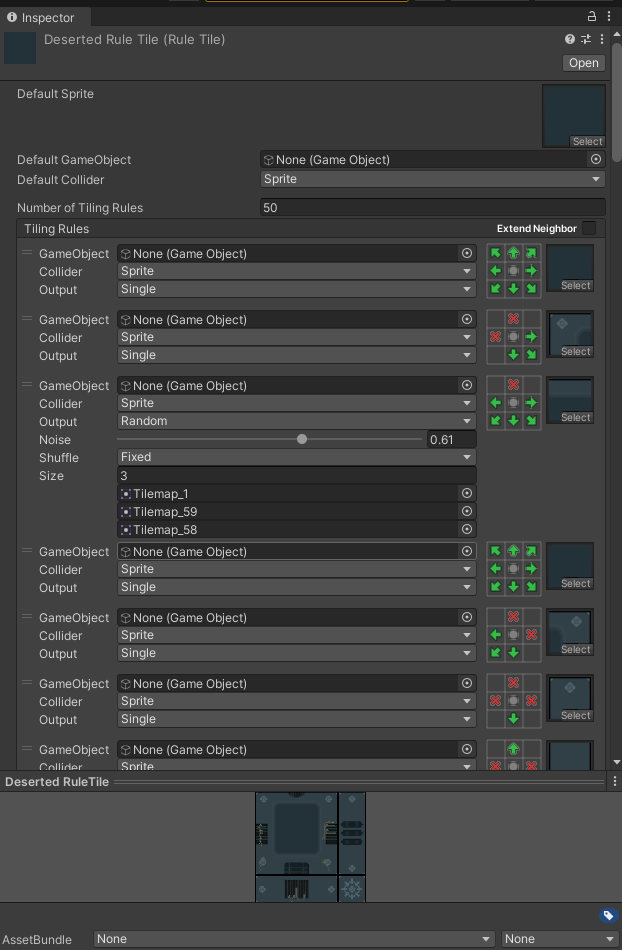 Inspector
Deserted Rule Tile (Rule Tile)
Open
Default Sprite
Select
Default GameObject None (Game Object)
Default Collider Sprite
Number of Tiling Rules 50
Tiling Rules Extend Neighbor
GameObject None (Game Object)
Collider Sprite
Output Single
Select
GameObject None (Game Object)
Collider Sprite
Output Single
Select
GameObject None (Game Object)
Collider Sprite
Output Random
Select
Noise 0.61
Shuffle Fixed
Size 3
Tilemap_1
Tilemap_59
Tilemap_58
GameObject None (Game Object)
Collider Sprite
Output Single
Select
GameObject None (Game Object)
Collider Sprite
Output Single
Select
GameObject None (Game Object)
Collider Sprite
Output Single
Select
GameObject None (Game Object)
Collider Sprite
Deserted RuleTile
AssetBundle None None